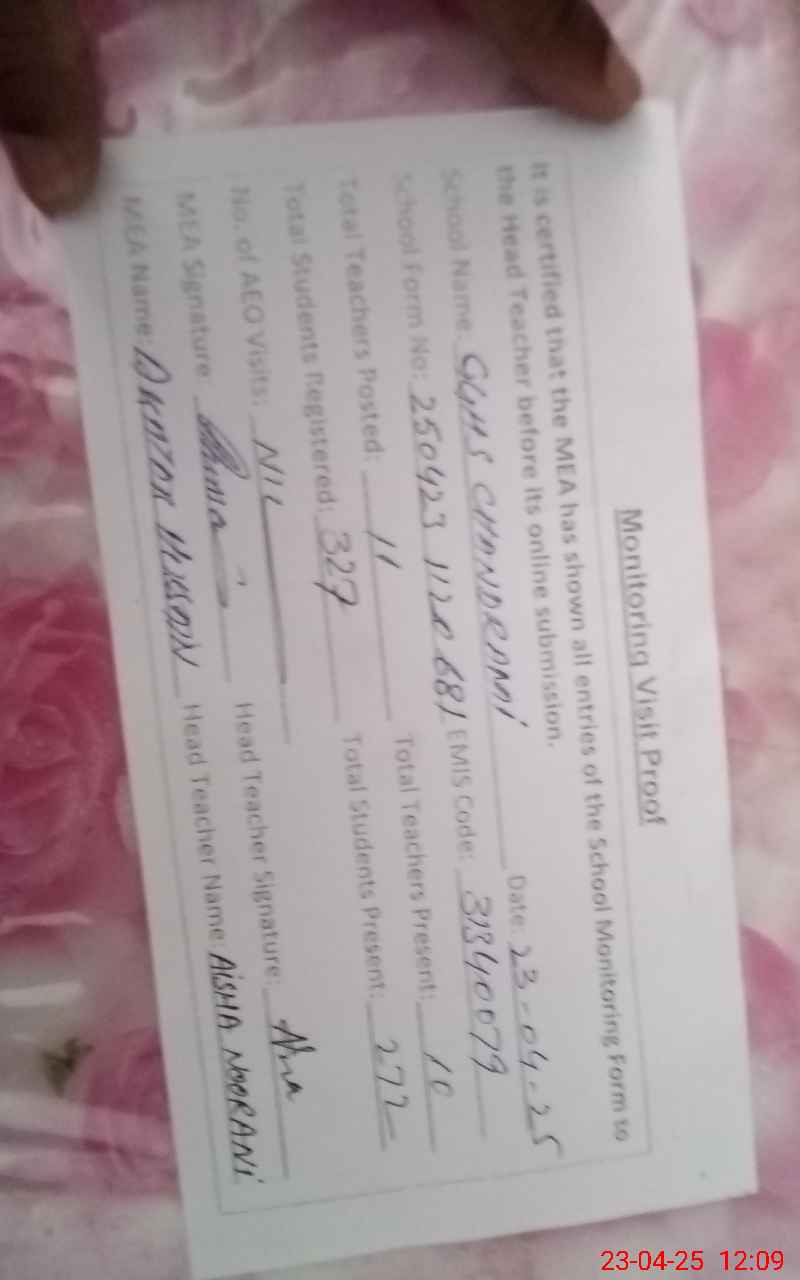 Monitoring Visit Proof
It is certified that the MEA has shown all entries of the School Monitoring Form to
the Head Teacher before its online submission.
School Name: GGHS CHANDRAMI Date: 23-04-25
School Form No: 250423 1120681 EMIS Code: 31340079
Total Teachers Posted: 11 Total Teachers Present: 10
Total Students Registered: 327 Total Students Present: 272
No. of AEO Visits: NIL
MEA Signature: Head Teacher Signature:
MEA Name: HUSSAIN Head Teacher Name: AiSHA NOORANi
23-04-25 12:09